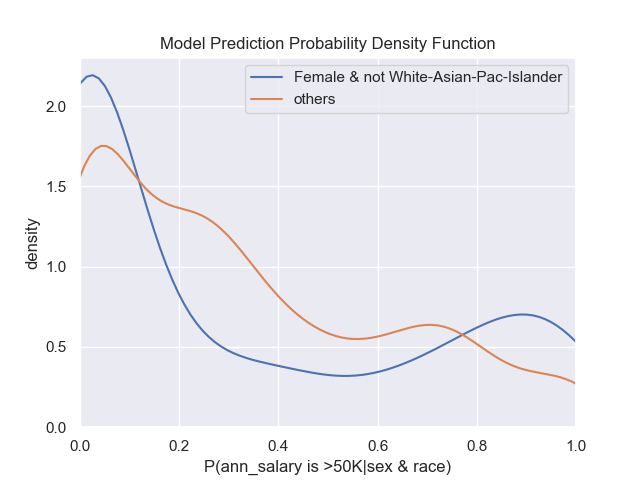 Model Prediction Probability Density Function
Female & not White-Asian-Pac-Islander
others
density
2.0
1.5
1.0
0.5
0.0
0.0 0.2 0.4 0.6 0.8 1.0
P(ann_salary is >50K|sex & race)